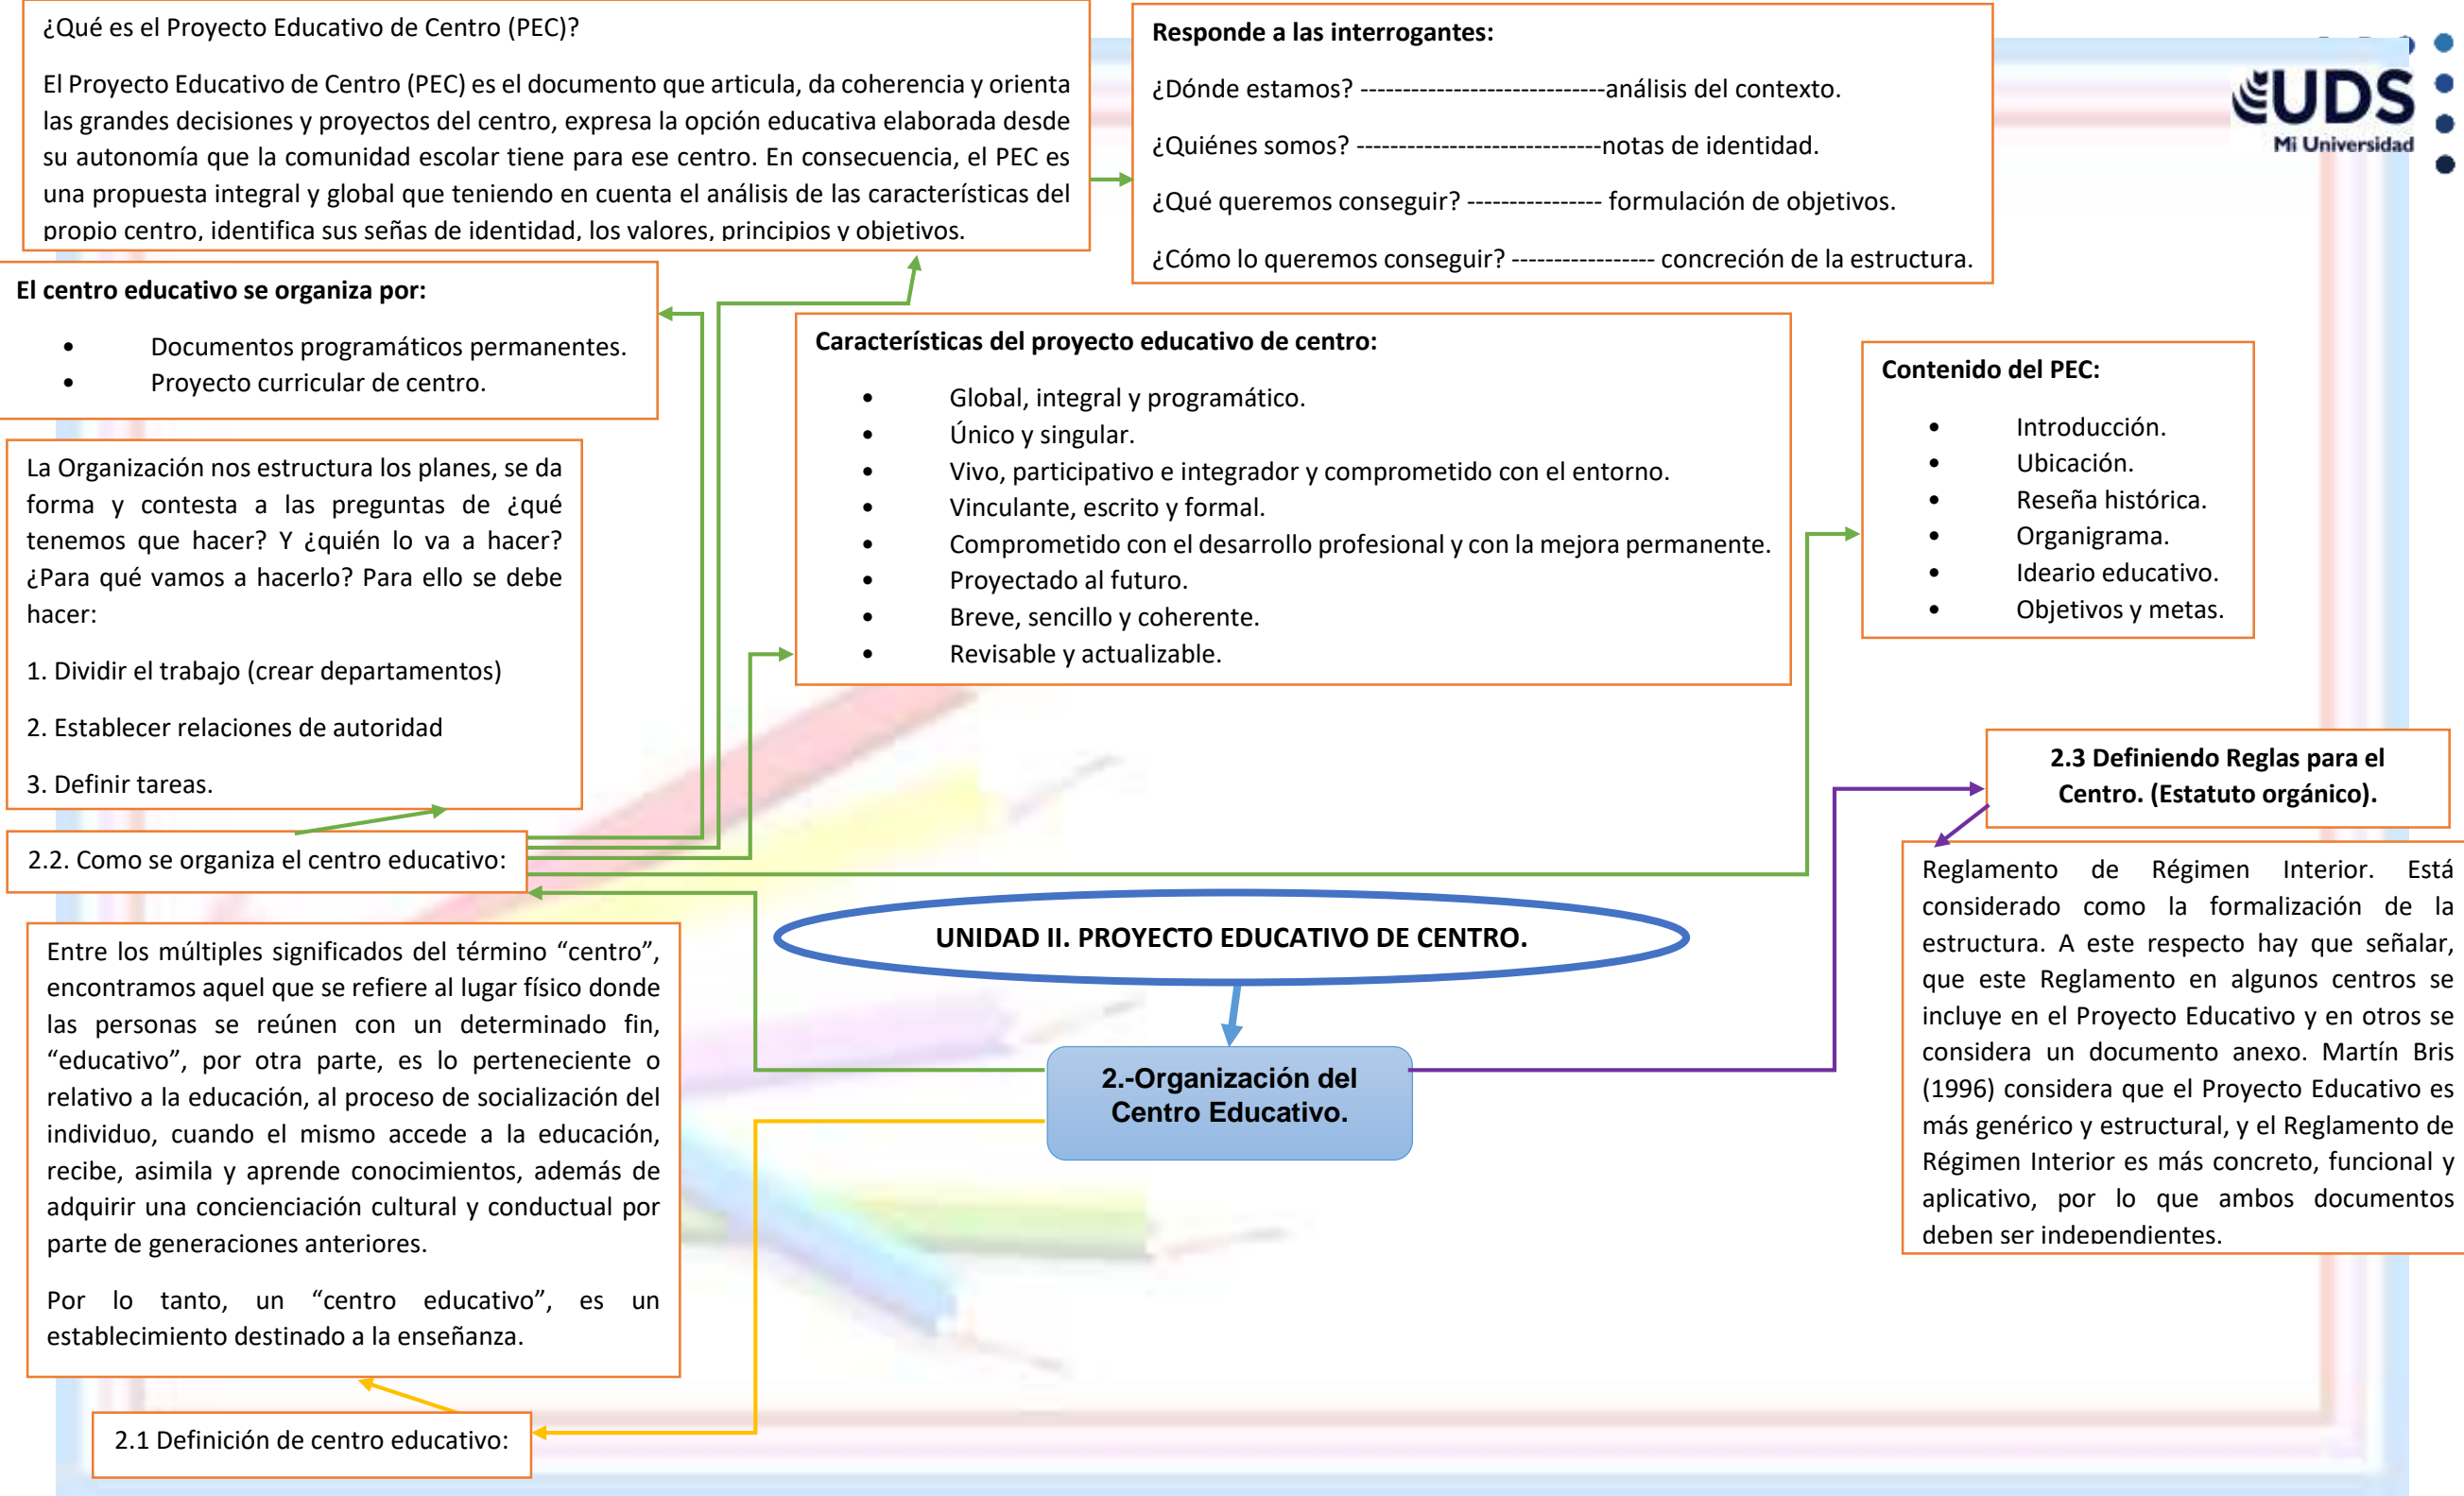 ¿Qué es el Proyecto Educativo de Centro (PEC)?
El Proyecto Educativo de Centro (PEC) es el documento que articula, da coherencia y orienta
las grandes decisiones y proyectos del centro, expresa la opción educativa elaborada desde
su autonomía que la comunidad escolar tiene para ese centro. En consecuencia, el PEC es
una propuesta integral y global que teniendo en cuenta el análisis de las características del
propio centro, identifica sus señas de identidad, los valores, principios y objetivos.
Responde a las interrogantes:
¿Dónde estamos? -----------------------------análisis del contexto.
¿Quiénes somos? -----------------------------notas de identidad.
¿Qué queremos conseguir? ---------------- formulación de objetivos.
¿Cómo lo queremos conseguir? ----------------- concreción de la estructura.
UDS
Mi Universidad
El centro educativo se organiza por:
• Documentos programáticos permanentes.
• Proyecto curricular de centro.
Características del proyecto educativo de centro:
• Global, integral y programático.
• Único y singular.
• Vivo, participativo e integrador y comprometido con el entorno.
• Vinculante, escrito y formal.
• Comprometido con el desarrollo profesional y con la mejora permanente.
• Proyectado al futuro.
• Breve, sencillo y coherente.
• Revisable y actualizable.
Contenido del PEC:
• Introducción.
• Ubicación.
• Reseña histórica.
• Organigrama.
• Ideario educativo.
• Objetivos y metas.
La Organización nos estructura los planes, se da
forma y contesta a las preguntas de ¿qué
tenemos que hacer? Y ¿quién lo va a hacer?
¿Para qué vamos a hacerlo? Para ello se debe
hacer:
1. Dividir el trabajo (crear departamentos)
2. Establecer relaciones de autoridad
3. Definir tareas.
2.2. Como se organiza el centro educativo:
2.3 Definiendo Reglas para el
Centro. (Estatuto orgánico).
Reglamento de Régimen Interior. Está
considerado como la formalización de la
estructura. A este respecto hay que señalar,
que este Reglamento en algunos centros se
incluye en el Proyecto Educativo y en otros se
considera un documento anexo. Martín Bris
(1996) considera que el Proyecto Educativo es
más genérico y estructural, y el Reglamento de
Régimen Interior es más concreto, funcional y
aplicativo, por lo que ambos documentos
deben ser independientes.
UNIDAD II. PROYECTO EDUCATIVO DE CENTRO.
2.-Organización del
Centro Educativo.
Entre los múltiples significados del término “centro”,
encontramos aquel que se refiere al lugar físico donde
las personas se reúnen con un determinado fin,
“educativo”, por otra parte, es lo perteneciente o
relativo a la educación, al proceso de socialización del
individuo, cuando el mismo accede a la educación,
recibe, asimila y aprende conocimientos, además de
adquirir una concienciación cultural y conductual por
parte de generaciones anteriores.
Por lo tanto, un “centro educativo”, es un
establecimiento destinado a la enseñanza.
2.1 Definición de centro educativo: